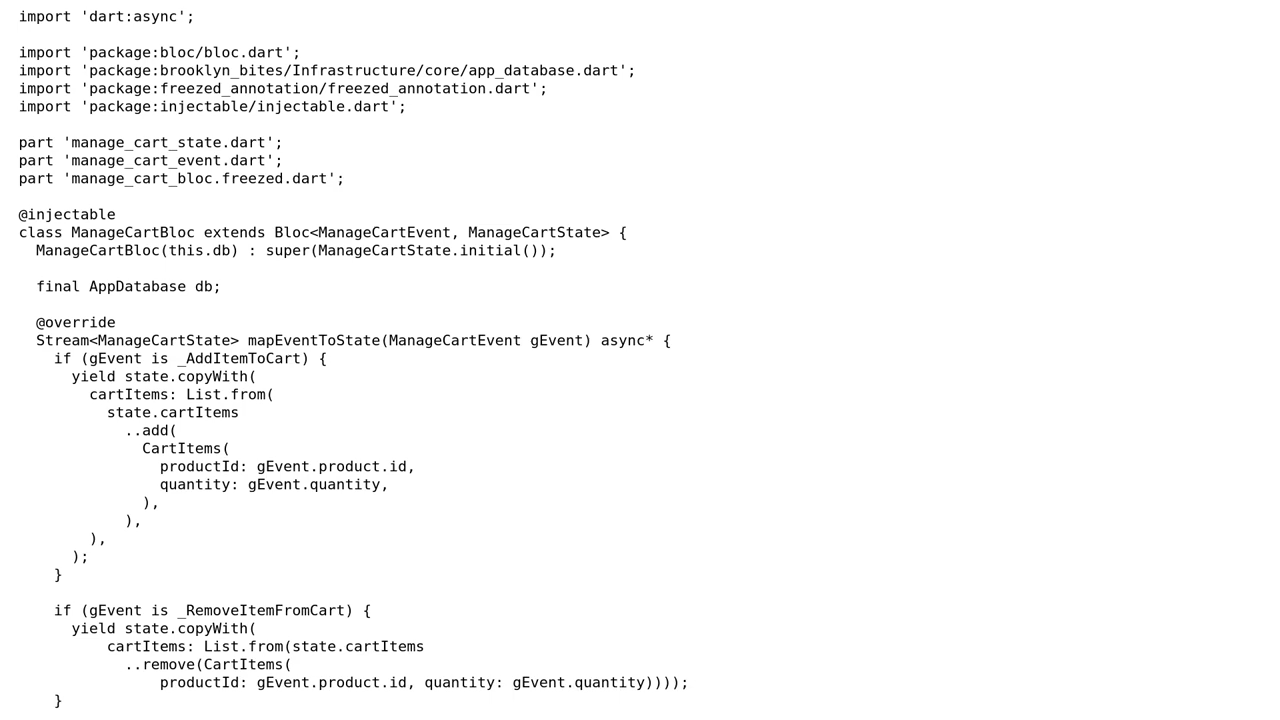 import 'dart:async';

import 'package:bloc/bloc.dart';
import 'package:brooklyn_bites/Infrastructure/core/app_database.dart';
import 'package:freezed_annotation/freezed_annotation.dart';
import 'package:injectable/injectable.dart';

part 'manage_cart_state.dart';
part 'manage_cart_event.dart';
part 'manage_cart_bloc.freezed.dart';

@injectable
class ManageCartBloc extends Bloc<ManageCartEvent, ManageCartState> {
  ManageCartBloc(this.db) : super(ManageCartState.initial());

  final AppDatabase db;

  @override
  Stream<ManageCartState> mapEventToState(ManageCartEvent gEvent) async* {
    if (gEvent is _AddItemToCart) {
      yield state.copyWith(
        cartItems: List.from(
          state.cartItems
            ..add(
              CartItems(
                productId: gEvent.product.id,
                quantity: gEvent.quantity,
              ),
            ),
        ),
      );
    }

    if (gEvent is _RemoveItemFromCart) {
      yield state.copyWith(
          cartItems: List.from(state.cartItems
            ..remove(CartItems(
                productId: gEvent.product.id, quantity: gEvent.quantity))));
    }